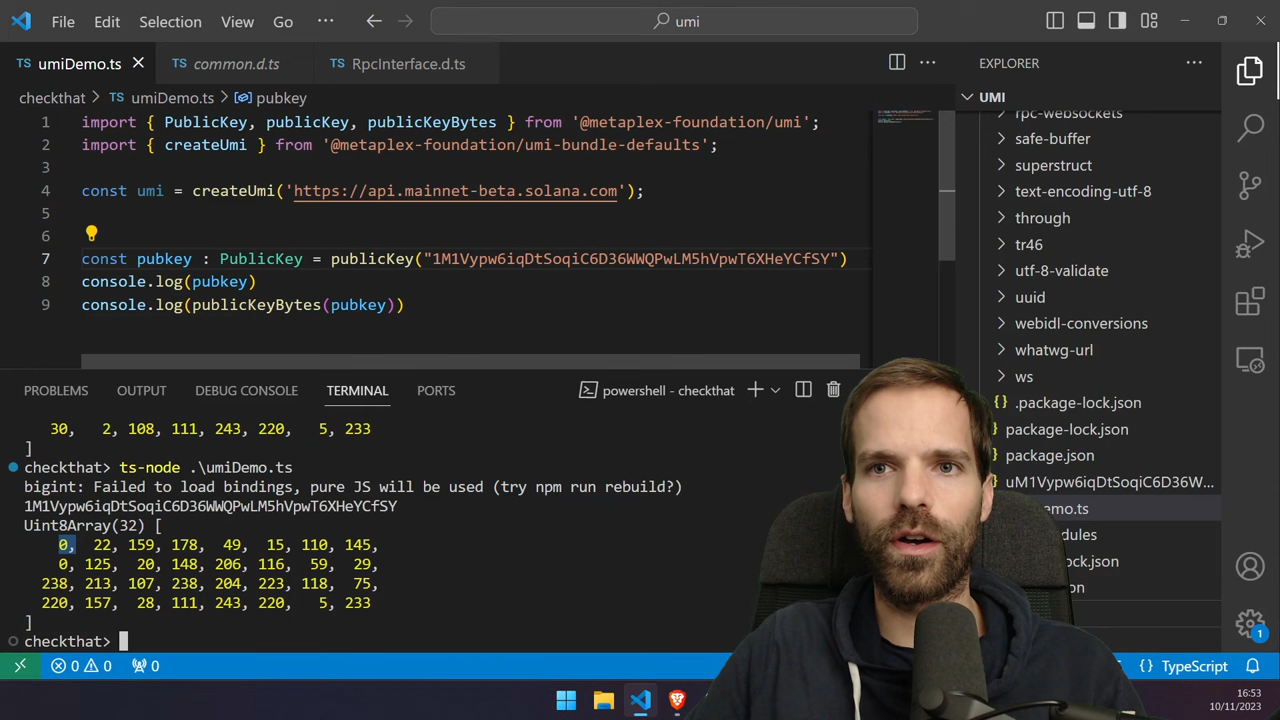 File Edit Selection View Go ··· umi
TS umiDemo.ts TS common.d.ts TS RpcInterface.d.ts
checkthat > TS umiDemo.ts > pubkey
1 import { PublicKey, publicKey, publicKeyBytes } from '@metaplex-foundation/umi';
2 import { createUmi } from '@metaplex-foundation/umi-bundle-defaults';
3
4 const umi = createUmi('https://api.mainnet-beta.solana.com');
5
6
7 const pubkey : PublicKey = publicKey("1M1Vypw6iqDtSoqiC6D36WWQPwLM5hVpwT6XHeYCfSY")
8 console.log(pubkey)
9 console.log(publicKeyBytes(pubkey))
PROBLEMS OUTPUT DEBUG CONSOLE TERMINAL PORTS powershell - checkthat
30, 2, 108, 111, 243, 220, 5, 233
]
checkthat> ts-node .\umiDemo.ts
bigint: Failed to load bindings, pure JS will be used (try npm run rebuild?)
1M1Vypw6iqDtSoqiC6D36WWQPwLM5hVpwT6XHeYCfSY
Uint8Array(32) [
0, 22, 159, 178, 49, 15, 110, 145,
0, 125, 20, 148, 206, 116, 59, 29,
238, 213, 107, 238, 204, 223, 118, 75,
220, 157, 28, 111, 243, 220, 5, 233
]
checkthat>
EXPLORER ···
UMI
rpc-websockets
safe-buffer
superstruct
text-encoding-utf-8
through
tr46
utf-8-validate
uuid
webidl-conversions
whatwg-url
ws
{} .package-lock.json
package-lock.json
package.json
uM1Vypw6iqDtSoqiC6D36W...
emo.ts
dules
ck.json
on
1
0 0 0 {} TypeScript
16:53
10/11/2023